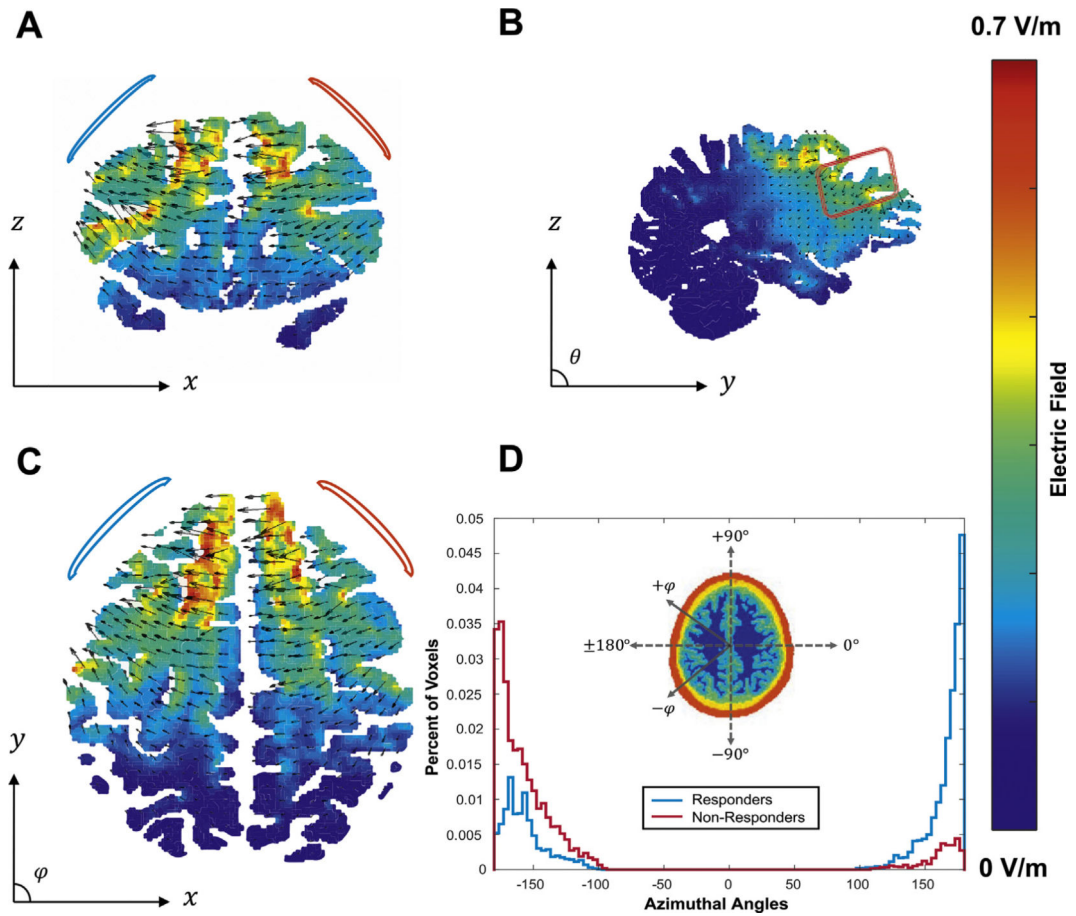 A
B
0.7 V/m
z
x
z
θ
y
Electric Field
C
D
y
φ
x
0.05
0.045
0.04
0.035
0.03
0.025
0.02
0.015
0.01
0.005
0
Percent of Voxels
+90°
+φ
±180°
0°
−φ
−90°
Responders
Non-Responders
-150
-100
-50
0
50
100
150
Azimuthal Angles
0 V/m